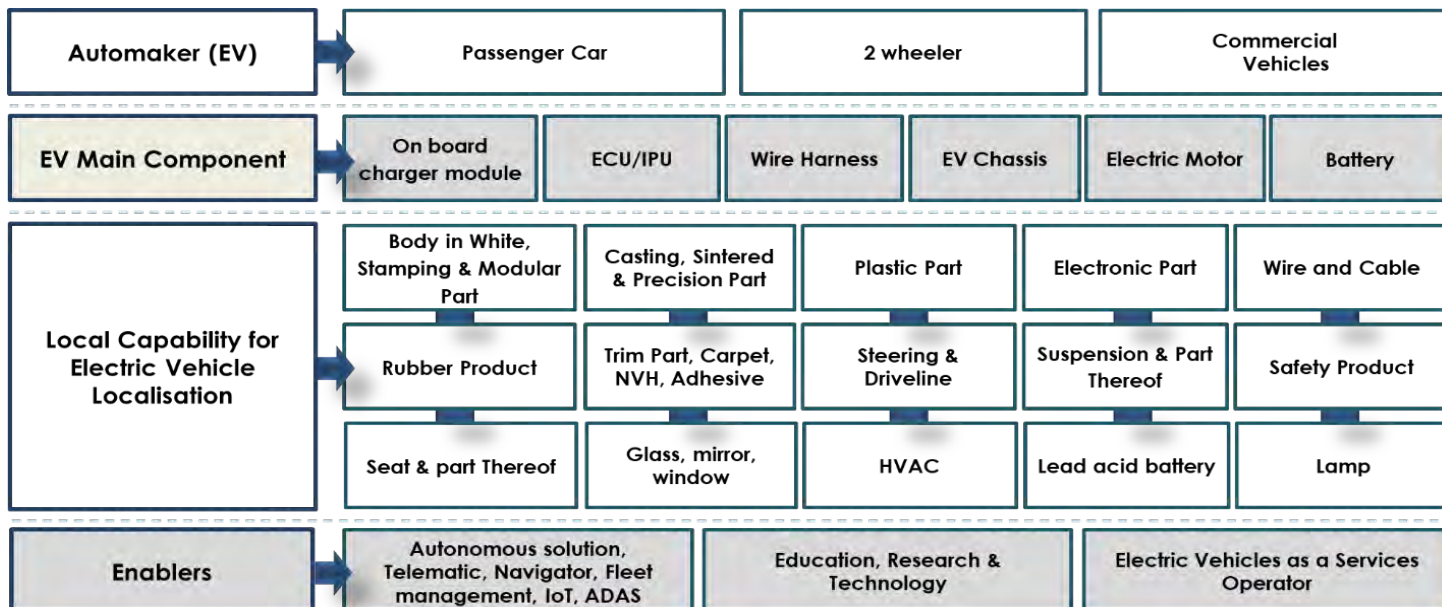 Automaker (EV)
Passenger Car
2 wheeler
Commercial
Vehicles
EV Main Component
On board
charger module
ECU/IPU
Wire Harness
EV Chassis
Electric Motor
Battery
Local Capability for
Electric Vehicle
Localisation
Body in White,
Stamping & Modular
Part
Casting, Sintered
& Precision Part
Plastic Part
Electronic Part
Wire and Cable
Rubber Product
Trim Part, Carpet,
NVH, Adhesive
Steering &
Driveline
Suspension & Part
Thereof
Safety Product
Seat & part Thereof
Glass, mirror,
window
HVAC
Lead acid battery
Lamp
Enablers
Autonomous solution,
Telematic, Navigator, Fleet
management, IoT, ADAS
Education, Research &
Technology
Electric Vehicles as a Services
Operator